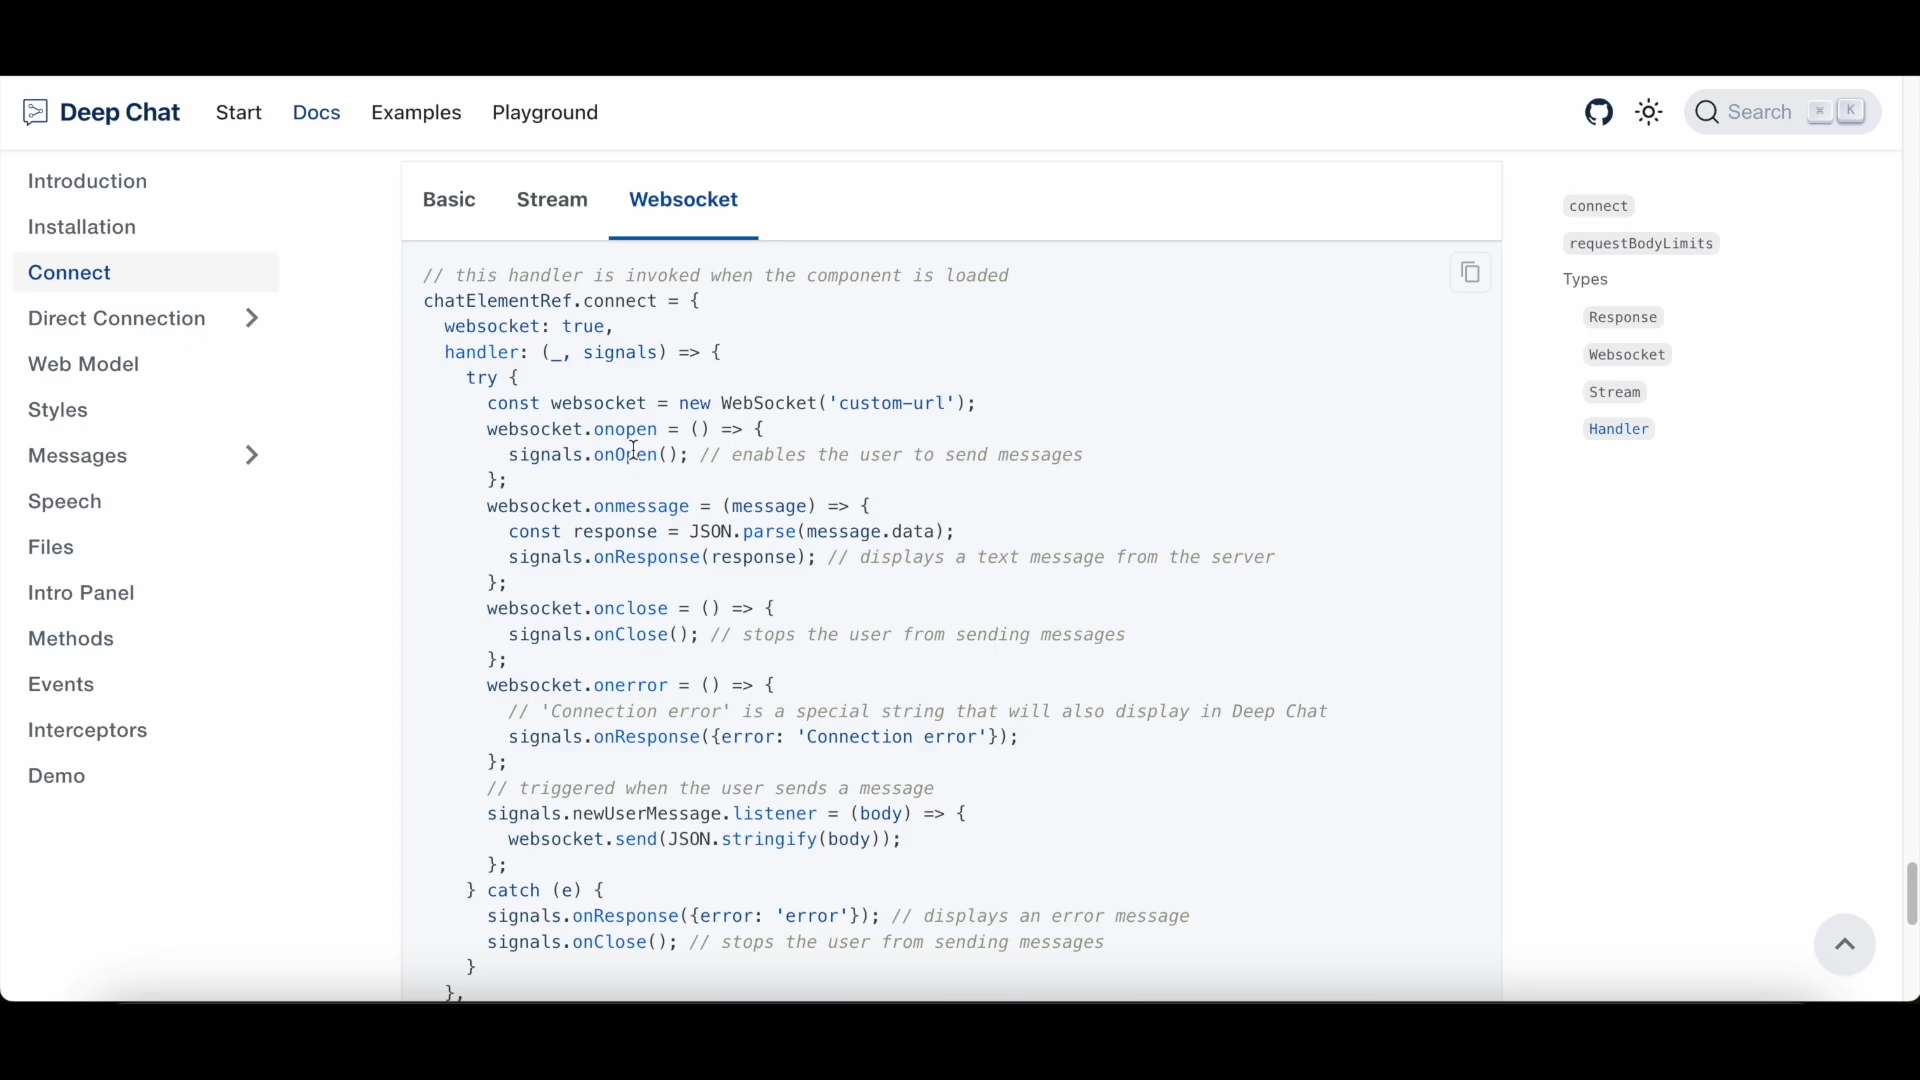 Deep Chat
Start
Docs
Examples
Playground
Search
⌘
K
Introduction
Installation
Connect
Direct Connection
Web Model
Styles
Messages
Speech
Files
Intro Panel
Methods
Events
Interceptors
Demo
Basic
Stream
Websocket
// this handler is invoked when the component is loaded
chatElementRef.connect = {
  websocket: true,
  handler: (_, signals) => {
    try {
      const websocket = new WebSocket('custom-url');
      websocket.onopen = () => {
        signals.onOpen(); // enables the user to send messages
      };
      websocket.onmessage = (message) => {
        const response = JSON.parse(message.data);
        signals.onResponse(response); // displays a text message from the server
      };
      websocket.onclose = () => {
        signals.onClose(); // stops the user from sending messages
      };
      websocket.onerror = () => {
        // 'Connection error' is a special string that will also display in Deep Chat
        signals.onResponse({error: 'Connection error'});
      };
      // triggered when the user sends a message
      signals.newUserMessage.listener = (body) => {
        websocket.send(JSON.stringify(body));
      };
    } catch (e) {
      signals.onResponse({error: 'error'}); // displays an error message
      signals.onClose(); // stops the user from sending messages
    }
  },
connect
requestBodyLimits
Types
Response
Websocket
Stream
Handler